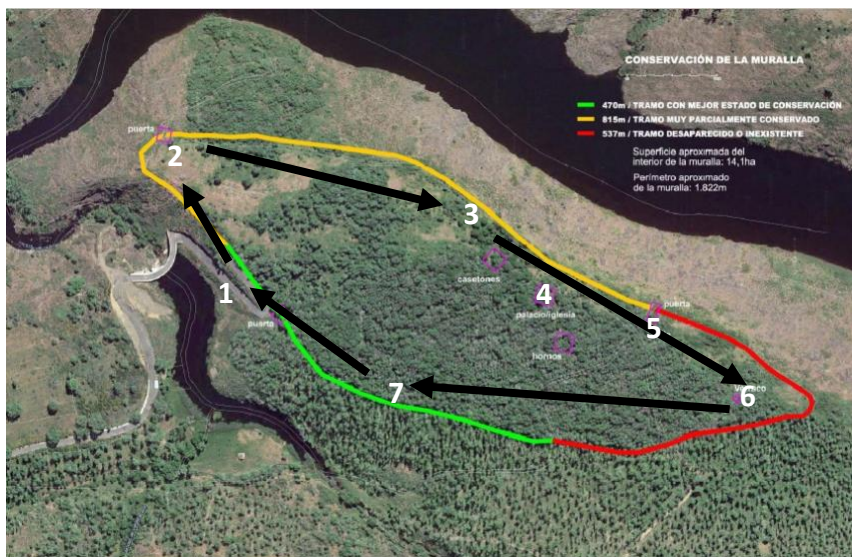 CONSERVACIÓN DE LA MURALLA
470m / TRAMO CON MEJOR ESTADO DE CONSERVACIÓN
815m / TRAMO MUY PARCIALMENTE CONSERVADO
537m / TRAMO DESAPARECIDO O INEXISTENTE
Superficie aproximada del
interior de la muralla: 14,1ha
Perímetro aproximado
de la muralla: 1.822m
puerta
2
3
casetones
1
4
puerta
palacio/iglesia
5
puerta
hornos
7
6